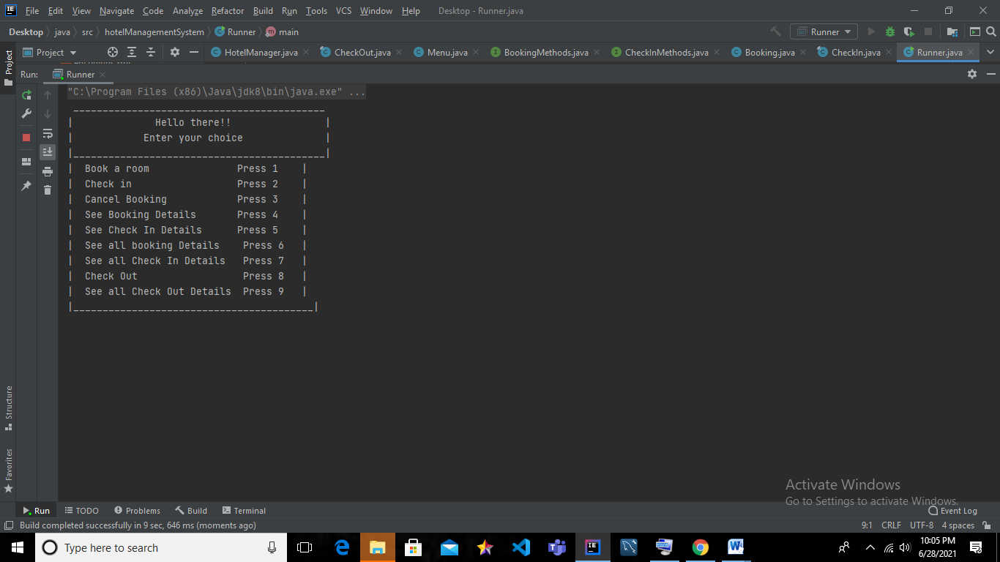 File Edit View Navigate Code Analyze Refactor Build Run Tools VCS Window Help Desktop - Runner.java
Desktop java src hotelManagementSystem Runner main Runner
Project HotelManager.java CheckOut.java Menu.java BookingMethods.java CheckInMethods.java Booking.java CheckIn.java Runner.java
Project
Run: Runner
"C:\Program Files (x86)\Java\jdk8\bin\java.exe" ...
___________________________________________
| Hello there!! |
| Enter your choice |
|___________________________________________|
| Book a room Press 1 |
| Check in Press 2 |
| Cancel Booking Press 3 |
| See Booking Details Press 4 |
| See Check In Details Press 5 |
| See all booking Details Press 6 |
| See all Check In Details Press 7 |
| Check Out Press 8 |
| See all Check Out Details Press 9 |
|_________________________________________|
Structure
Favorites
Activate Windows
Go to Settings to activate Windows.
Run TODO Problems Build Terminal Event Log
Build completed successfully in 9 sec, 646 ms (moments ago) 9:1 CRLF UTF-8 4 spaces
Type here to search
10:05 PM
6/28/2021